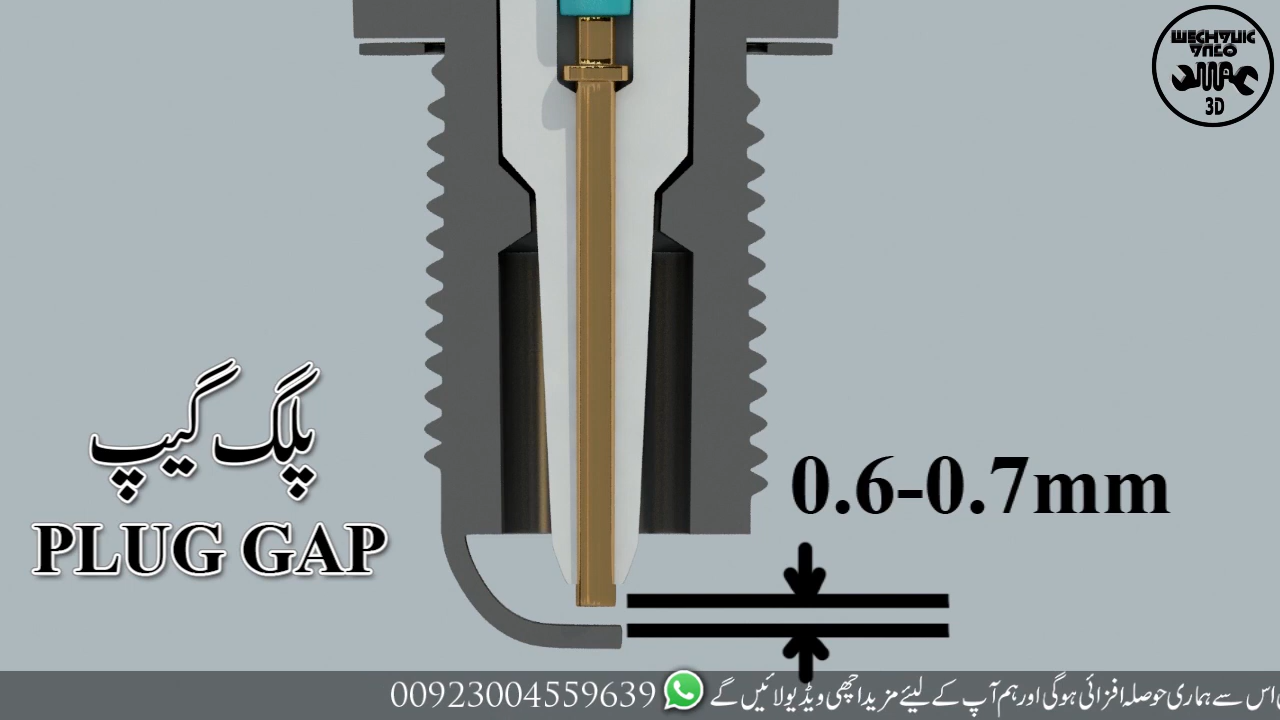 MECHANIC
3D
پلگ گیپ
PLUG GAP
0.6-0.7mm
اس سے ہماری حوصلہ افزائی ہوگی اور ہم آپ کے لیئے مزید اچھی ویڈیو لائیں گے 00923004559639